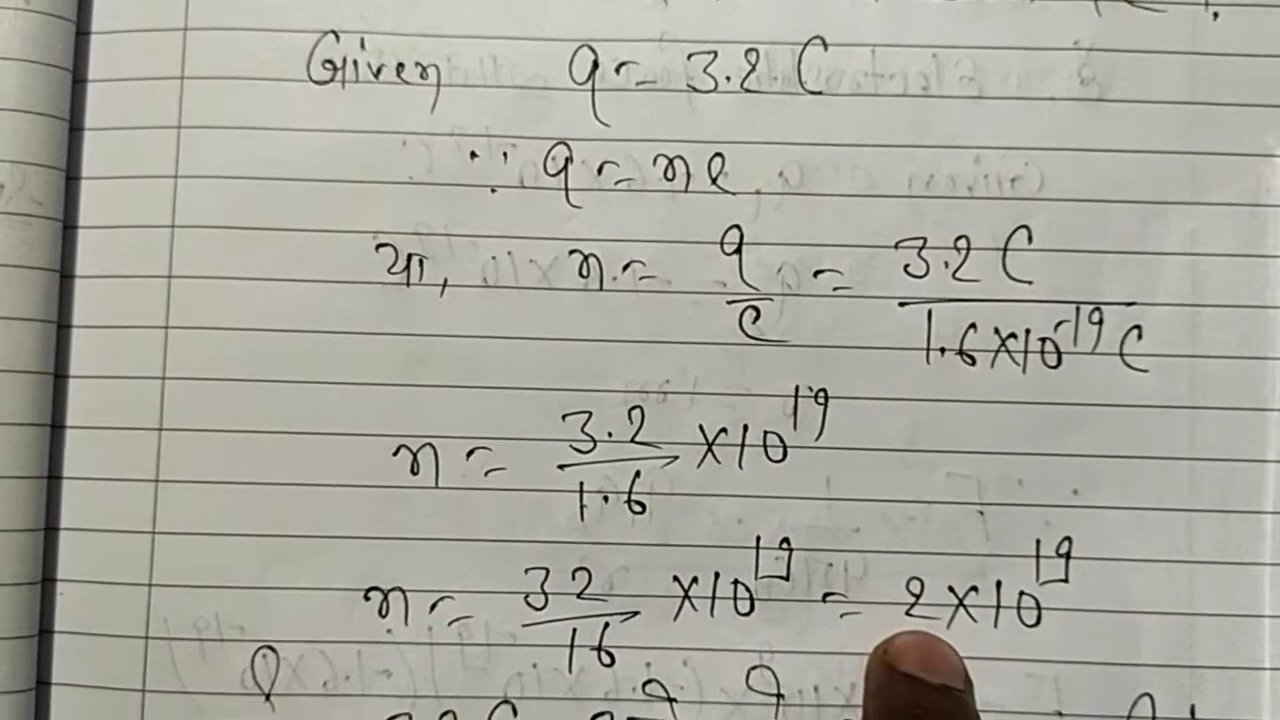 Given q = 3.2 C
∵ q = ne
या, n = q/e = 3.2 C / 1.6×10⁻¹⁹ C
n = 3.2/1.6 ×10¹⁹
n = 32/16 ×10¹⁹ = 2×10¹⁹